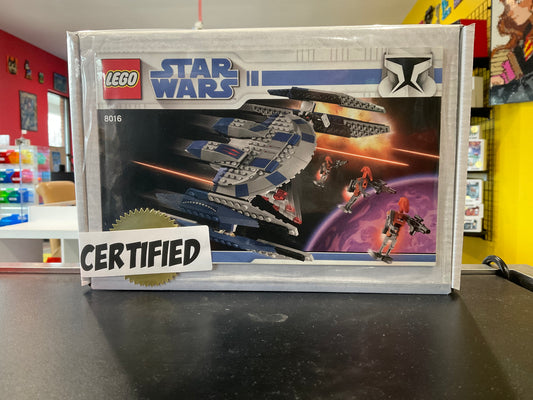 LEGO
STAR
WARS
8016
CERTIFIED